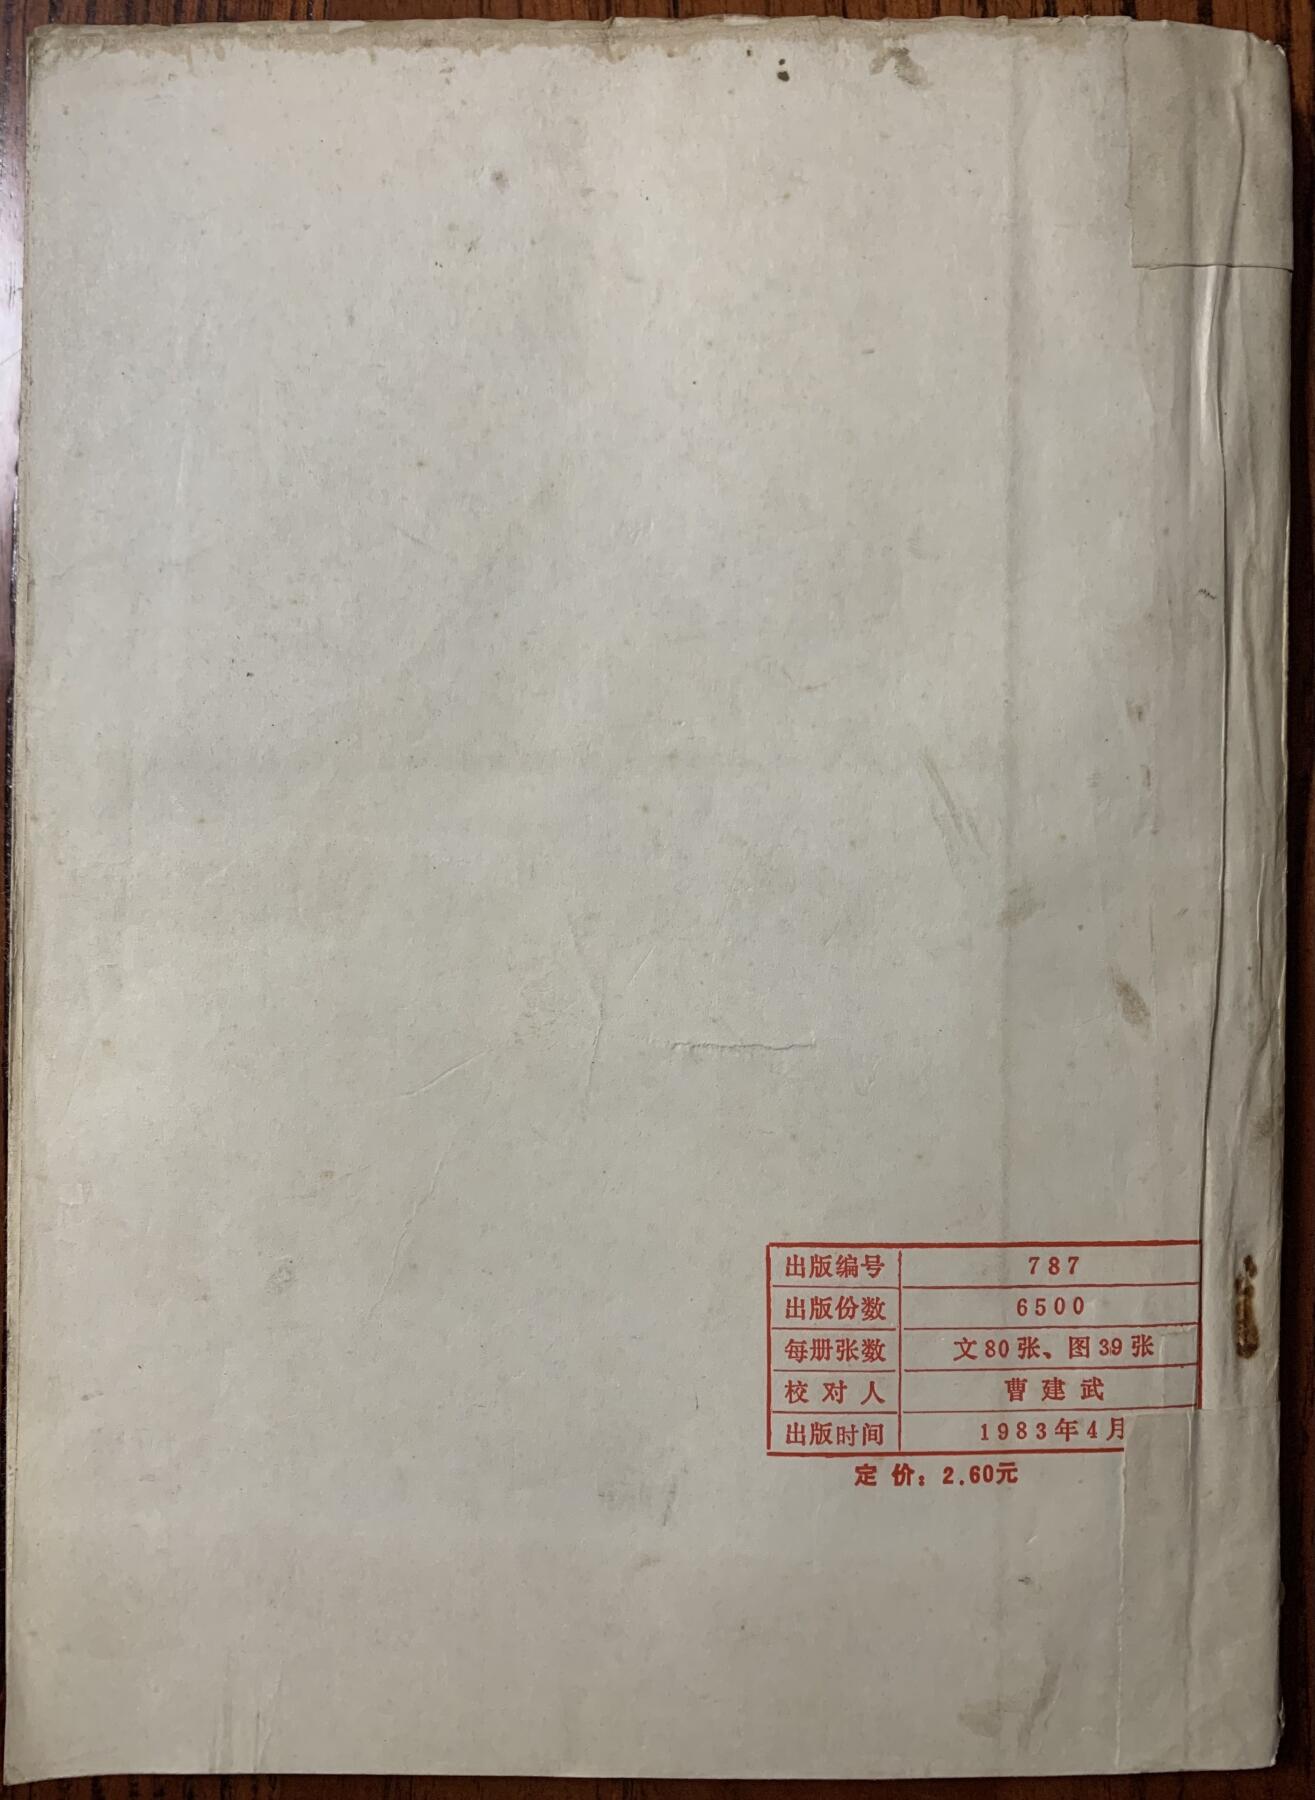 出版编号 787
出版份数 6500
每册张数 文80张、图39张
校对人 曹建武
出版时间 1983年4月
定价：2.60元